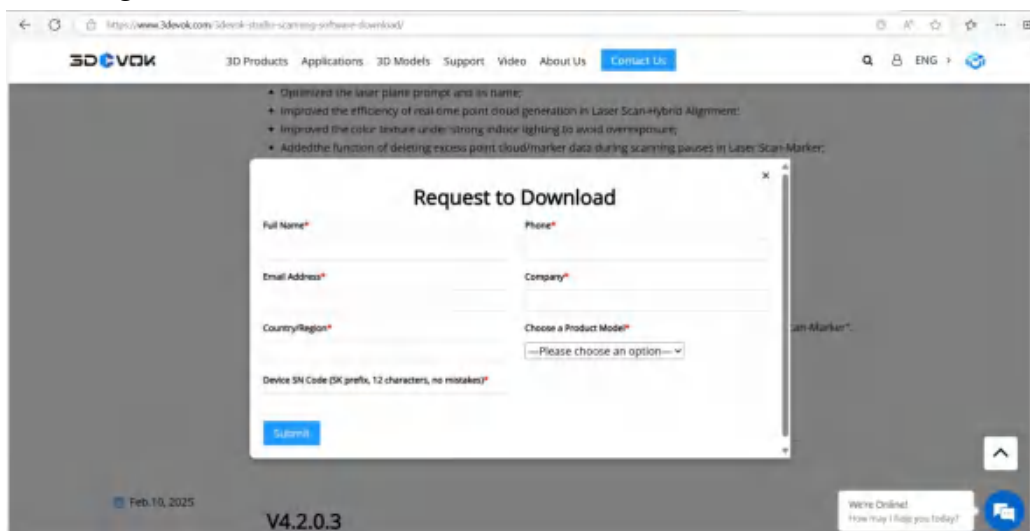 https://www.3devok.com/3devok-studio-scanning-software-download/
3DEVOK 3D Products Applications 3D Models Support Video About Us Contact Us ENG
Optimized the laser plane prompt and its name;
Improved the efficiency of real-time point cloud generation in Laser Scan-Hybrid Alignment;
Improved the color texture under strong indoor lighting to avoid overexposure;
Addedthe function of deleting excess point cloud/marker data during scanning pauses in Laser Scan-Marker;
×
Request to Download
Full Name* Phone*
Email Address* Company*
Country/Region* Choose a Product Model*
an-Marker".
—Please choose an option—
Device SN Code (SK prefix, 12 characters, no mistakes)*
Submit
Feb.10, 2025
V4.2.0.3
We're Online!
How may I help you today?